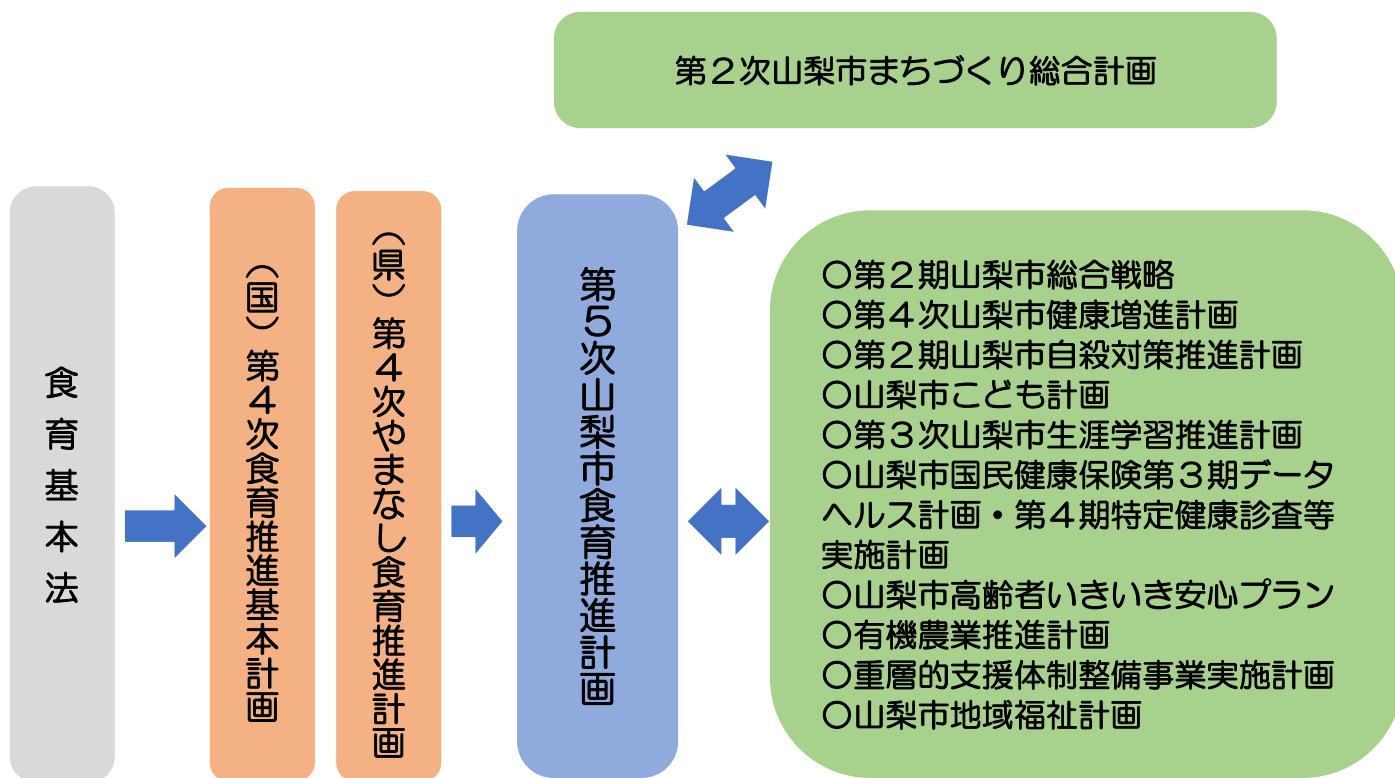 第２次山梨市まちづくり総合計画
食育基本法
（国）第４次食育推進基本計画
（県）第４次やまなし食育推進計画
第５次山梨市食育推進計画
○第２期山梨市総合戦略
○第４次山梨市健康増進計画
○第２期山梨市自殺対策推進計画
○山梨市こども計画
○第３次山梨市生涯学習推進計画
○山梨市国民健康保険第３期データ
ヘルス計画・第４期特定健康診査等
実施計画
○山梨市高齢者いきいき安心プラン
○有機農業推進計画
○重層的支援体制整備事業実施計画
○山梨市地域福祉計画